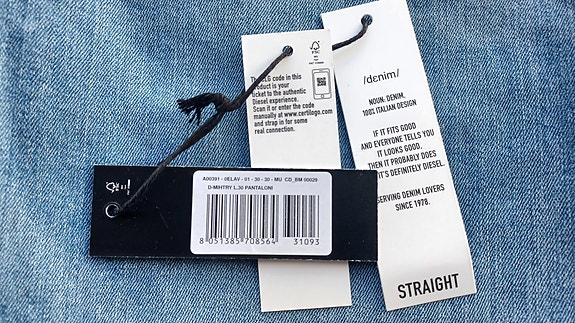 FSC
The CLG code in this
product is your
ticket to the authentic
Diesel experience.
Scan it or enter the code
manually at www.certilogo.com
and strap in for some
real connection.
/dɛnim/
NOUN: DENIM.
100% ITALIAN DESIGN
IF IT FITS GOOD
AND EVERYONE TELLS YOU
IT LOOKS GOOD,
THEN IT PROBABLY DOES
IT'S DEFINITELY DIESEL.
SERVING DENIM LOVERS
SINCE 1978.
STRAIGHT
A00391 - 0ELAV - 01 - 30 - 30 - MU CD_BM 00029
D-MIHTRY L.30 PANTALONI
8 051385 708564 31093